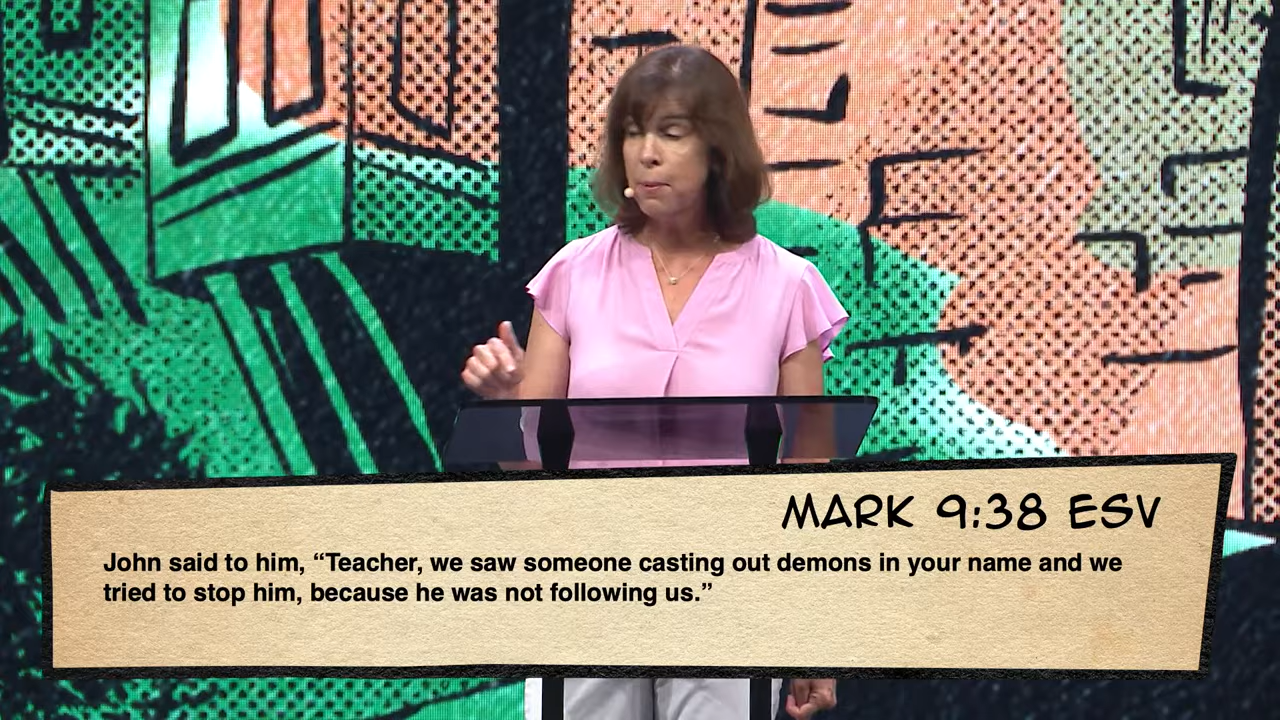 MARK 9:38 ESV
John said to him, “Teacher, we saw someone casting out demons in your name and we
tried to stop him, because he was not following us.”